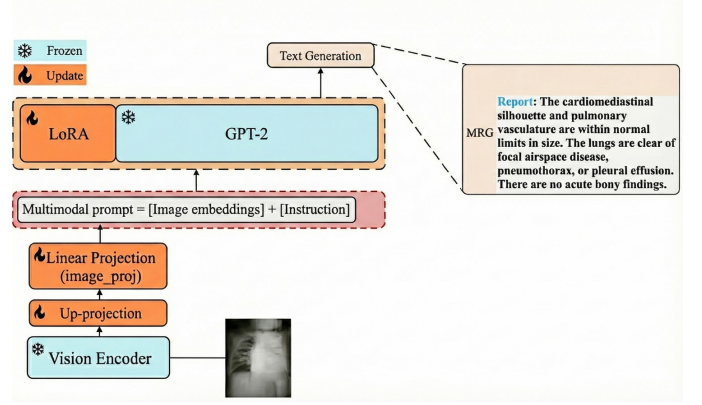 Frozen
Update
Text Generation
LoRA
GPT-2
MRG
Report: The cardiomediastinal
silhouette and pulmonary
vasculature are within normal
limits in size. The lungs are clear of
focal airspace disease,
pneumothorax, or pleural effusion.
There are no acute bony findings.
Multimodal prompt = [Image embeddings] + [Instruction]
Linear Projection
(image_proj)
Up-projection
Vision Encoder